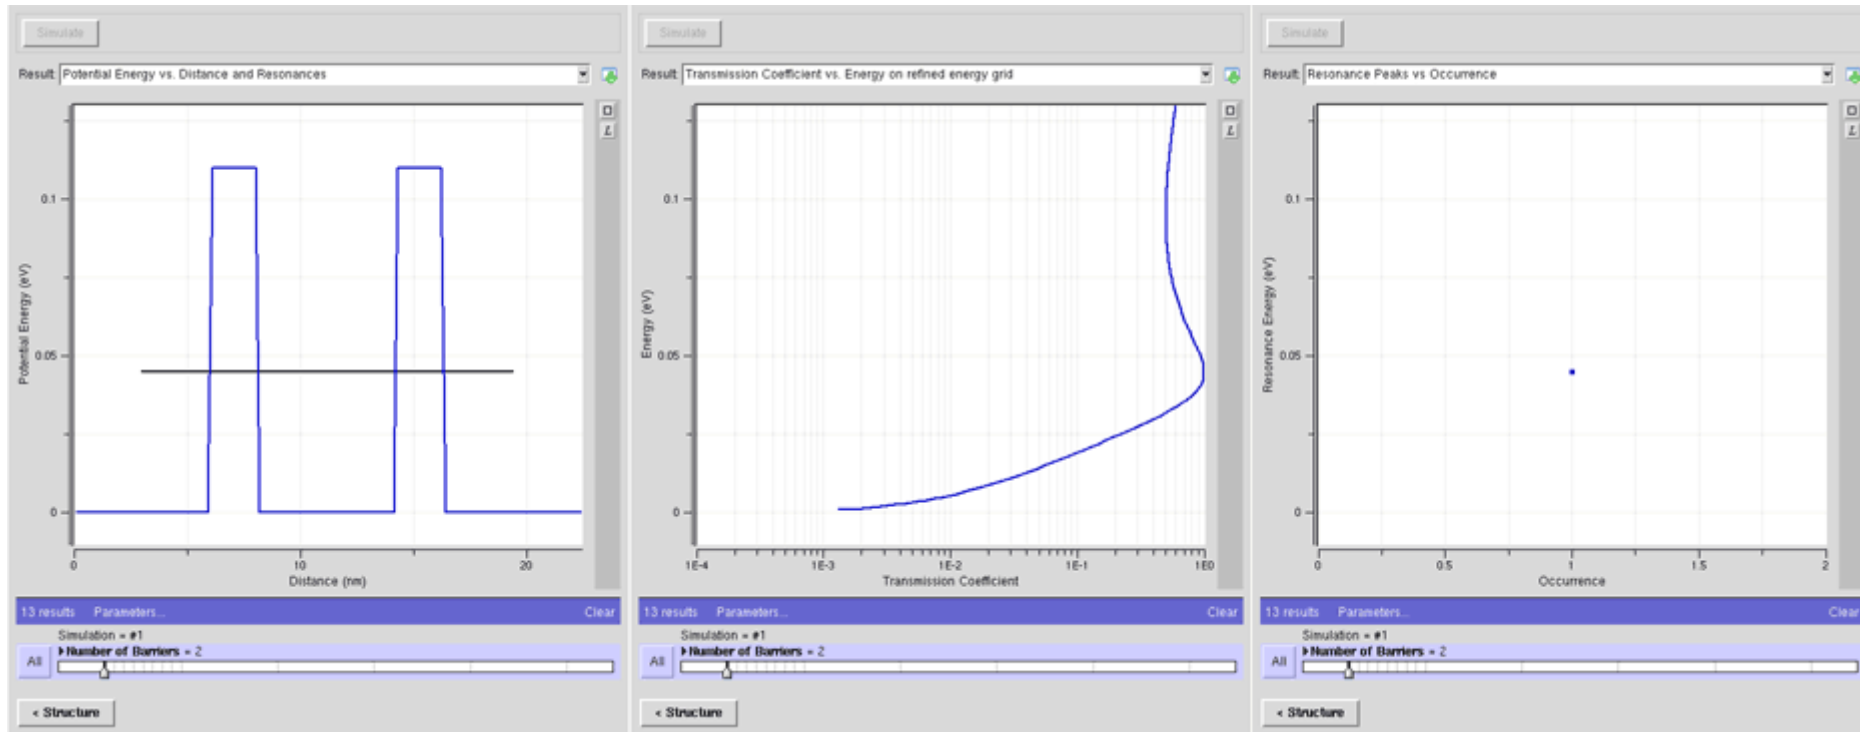 Simulate
Result: Potential Energy vs. Distance and Resonances
Potential Energy (eV)
0.1
0.05
0
0
10
20
Distance (nm)
L
13 results Parameters... Clear
Simulation = #1
All
Number of Barriers = 2
< Structure
Simulate
Result: Transmission Coefficient vs. Energy on refined energy grid
Energy (eV)
0.1
0.05
0
1E-4
1E-3
1E-2
1E-1
1E0
Transmission Coefficient
L
13 results Parameters... Clear
Simulation = #1
All
Number of Barriers = 2
< Structure
Simulate
Result: Resonance Peaks vs Occurrence
Resonance Energy (eV)
0.1
0.05
0
0
0.5
1
1.5
2
Occurrence
L
13 results Parameters... Clear
Simulation = #1
All
Number of Barriers = 2
< Structure